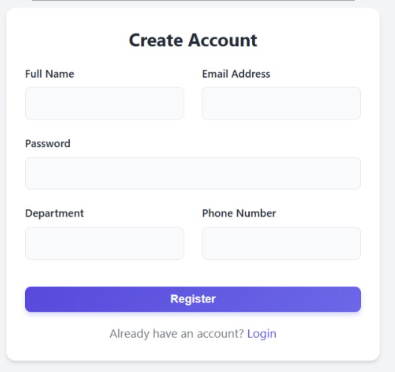 Create Account
Full Name Email Address
Password
Department Phone Number
Register
Already have an account? Login